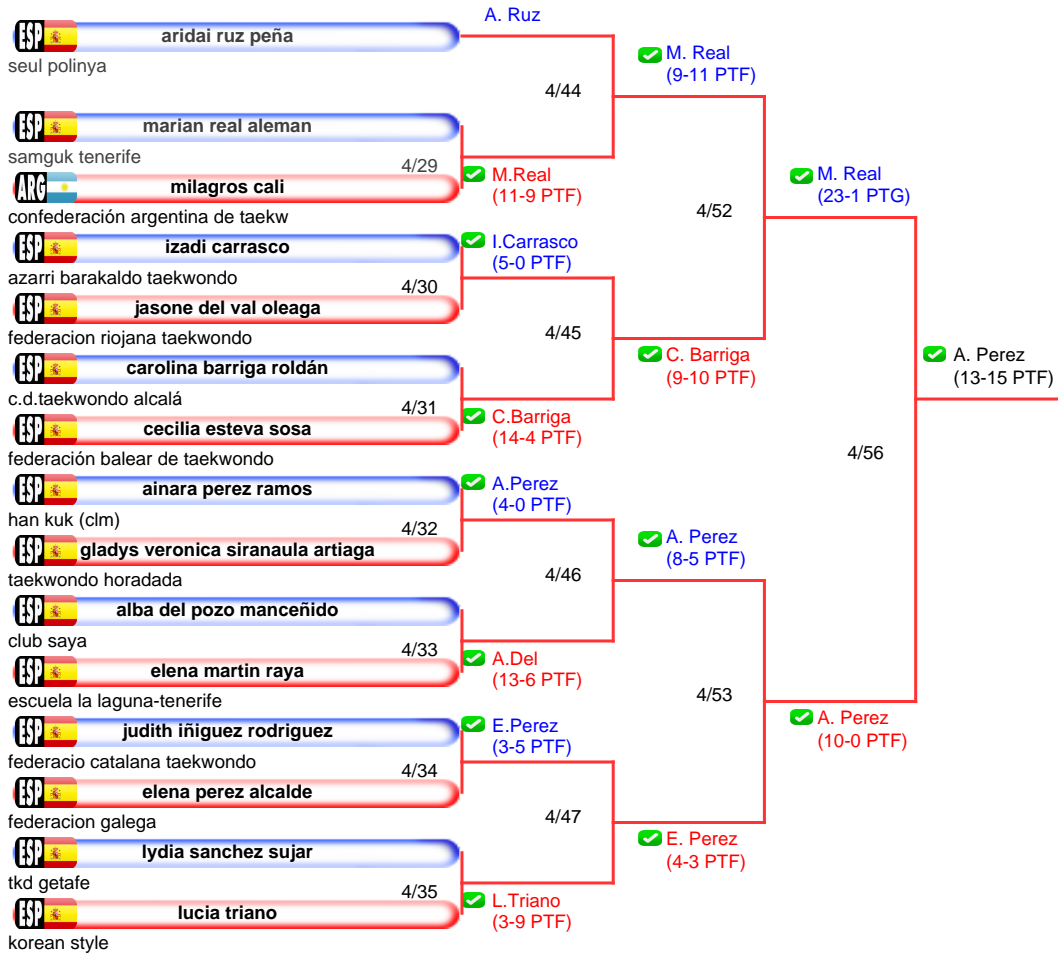 A. Ruz
ESP aridai ruz peña
seul polinya
M. Real
(9-11 PTF)
4/44
ESP marian real aleman
samguk tenerife
4/29
M.Real
(11-9 PTF)
ARG milagros cali
confederación argentina de taekw
M. Real
(23-1 PTG)
4/52
ESP izadi carrasco
azarri barakaldo taekwondo
I.Carrasco
(5-0 PTF)
4/30
ESP jasone del val oleaga
federacion riojana taekwondo
4/45
C. Barriga
(9-10 PTF)
ESP carolina barriga roldán
c.d.taekwondo alcalá
4/31
C.Barriga
(14-4 PTF)
ESP cecilia esteva sosa
federación balear de taekwondo
A. Perez
(13-15 PTF)
4/56
ESP ainara perez ramos
han kuk (clm)
A.Perez
(4-0 PTF)
4/32
ESP gladys veronica siranaula artiaga
taekwondo horadada
4/46
A. Perez
(8-5 PTF)
ESP alba del pozo manceñido
club saya
4/33
A.Del
(13-6 PTF)
ESP elena martin raya
escuela la laguna-tenerife
4/53
A. Perez
(10-0 PTF)
ESP judith iñiguez rodriguez
federacio catalana taekwondo
E.Perez
(3-5 PTF)
4/34
ESP elena perez alcalde
federacion galega
4/47
E. Perez
(4-3 PTF)
ESP lydia sanchez sujar
tkd getafe
4/35
L.Triano
(3-9 PTF)
ESP lucia triano
korean style